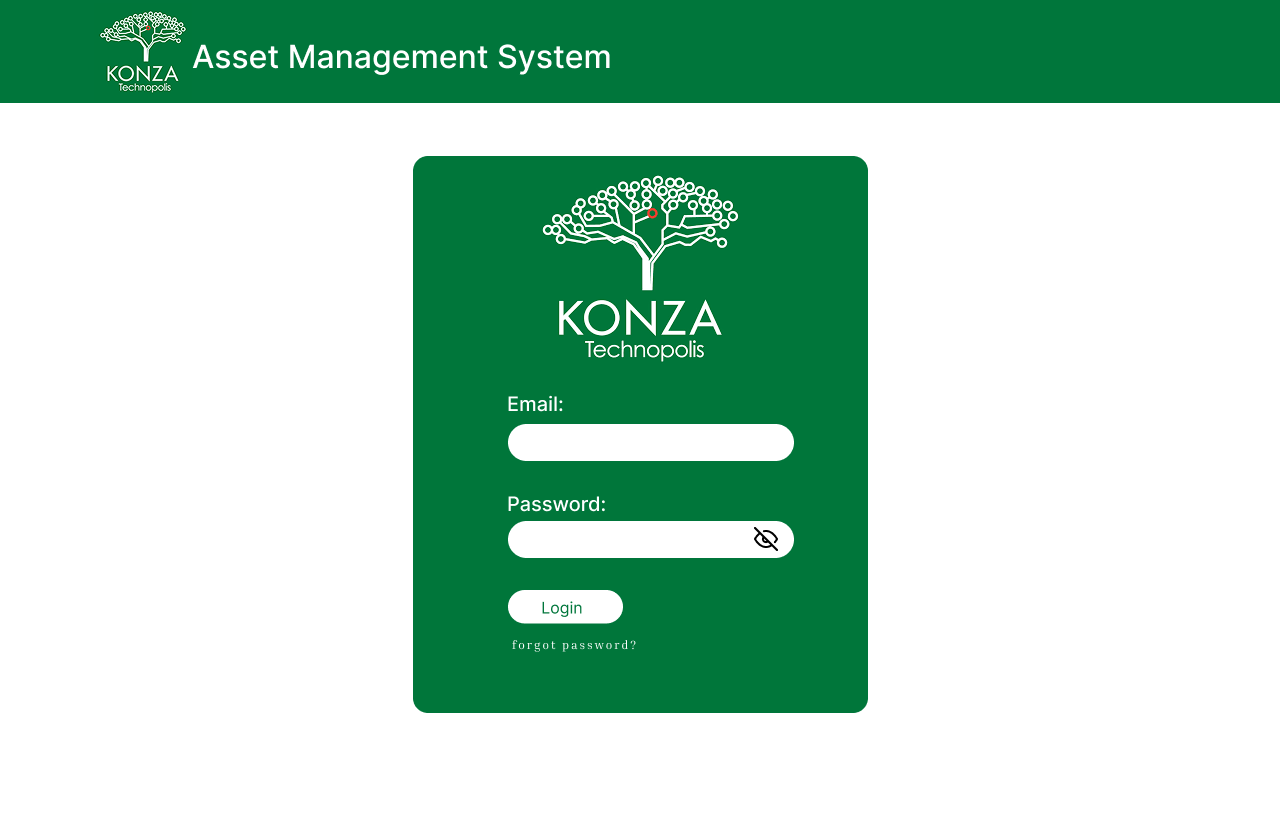 KONZA
Technopolis
Asset Management System
KONZA
Technopolis
Email:
Password:
Login
forgot password?